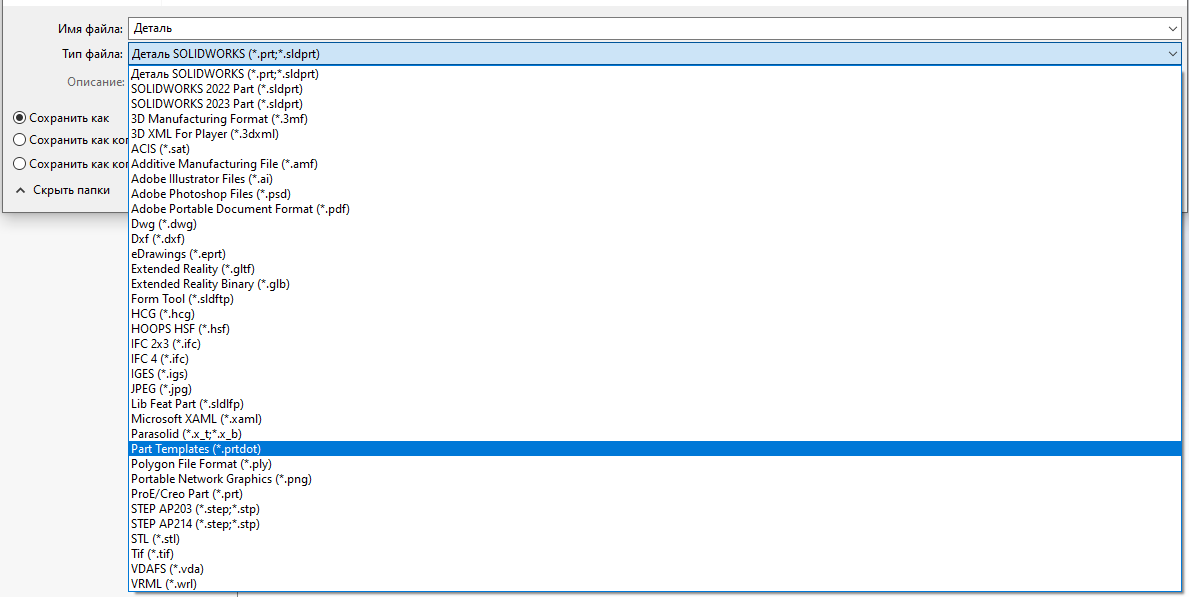 Имя файла: Деталь
Тип файла: Деталь SOLIDWORKS (*.prt;*.sldprt)
Описание:
Деталь SOLIDWORKS (*.prt;*.sldprt)
SOLIDWORKS 2022 Part (*.sldprt)
SOLIDWORKS 2023 Part (*.sldprt)
Сохранить как
3D Manufacturing Format (*.3mf)
3D XML For Player (*.3dxml)
Сохранить как коп
ACIS (*.sat)
Сохранить как коп
Additive Manufacturing File (*.amf)
Adobe Illustrator Files (*.ai)
Скрыть папки
Adobe Photoshop Files (*.psd)
Adobe Portable Document Format (*.pdf)
Dwg (*.dwg)
Dxf (*.dxf)
eDrawings (*.eprt)
Extended Reality (*.gltf)
Extended Reality Binary (*.glb)
Form Tool (*.sldftp)
HCG (*.hcg)
HOOPS HSF (*.hsf)
IFC 2x3 (*.ifc)
IFC 4 (*.ifc)
IGES (*.igs)
JPEG (*.jpg)
Lib Feat Part (*.sldlfp)
Microsoft XAML (*.xaml)
Parasolid (*.x_t;*.x_b)
Part Templates (*.prtdot)
Polygon File Format (*.ply)
Portable Network Graphics (*.png)
ProE/Creo Part (*.prt)
STEP AP203 (*.step;*.stp)
STEP AP214 (*.step;*.stp)
STL (*.stl)
Tif (*.tif)
VDAFS (*.vda)
VRML (*.wrl)